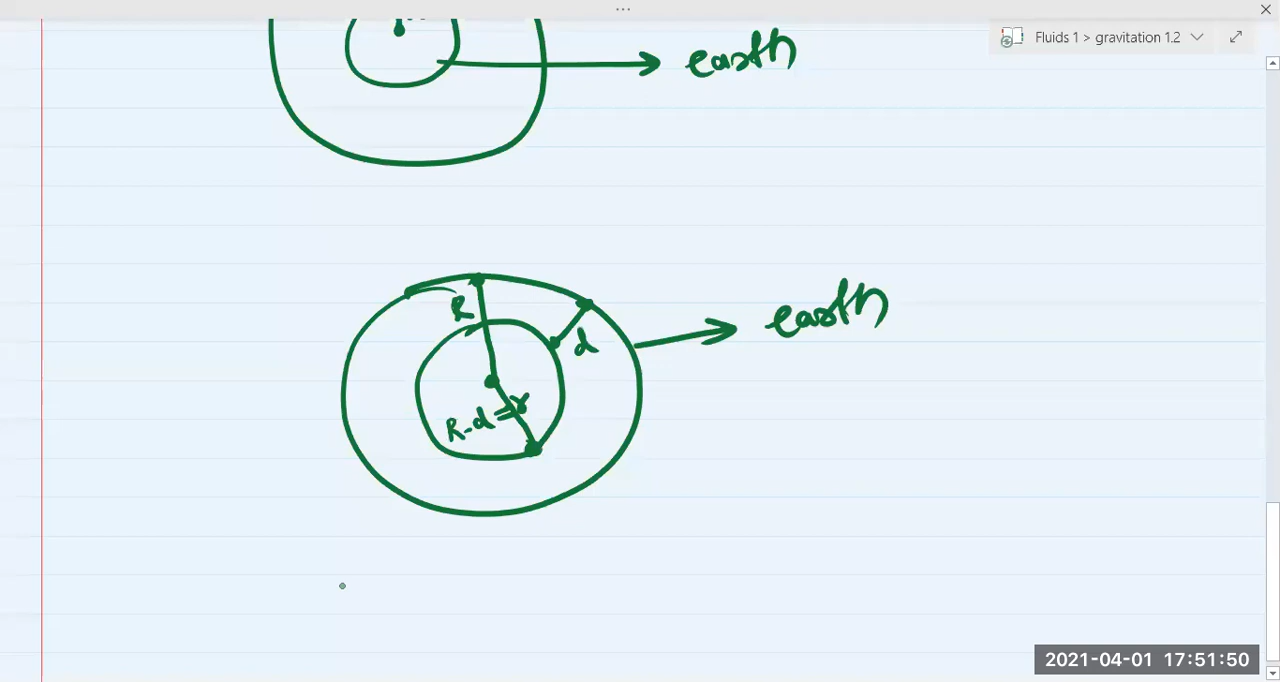 ...
Fluids 1 > gravitation 1.2
earth
R
earth
d
R-d=r
2021-04-01 17:51:50